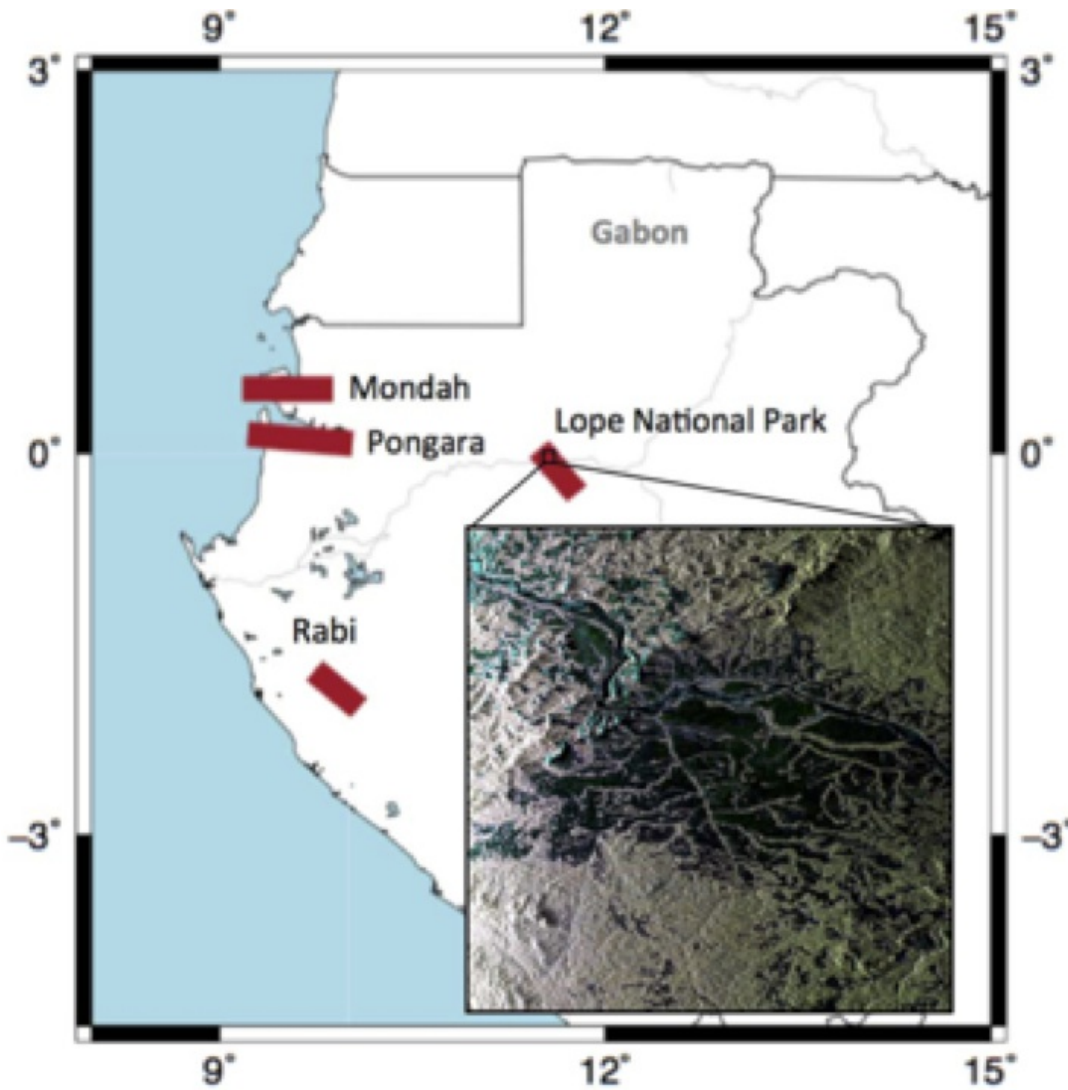 9° 12° 15°
3° 3°
Gabon
Mondah
Lope National Park
Pongara
0° 0°
Rabi
−3° −3°
9° 12° 15°